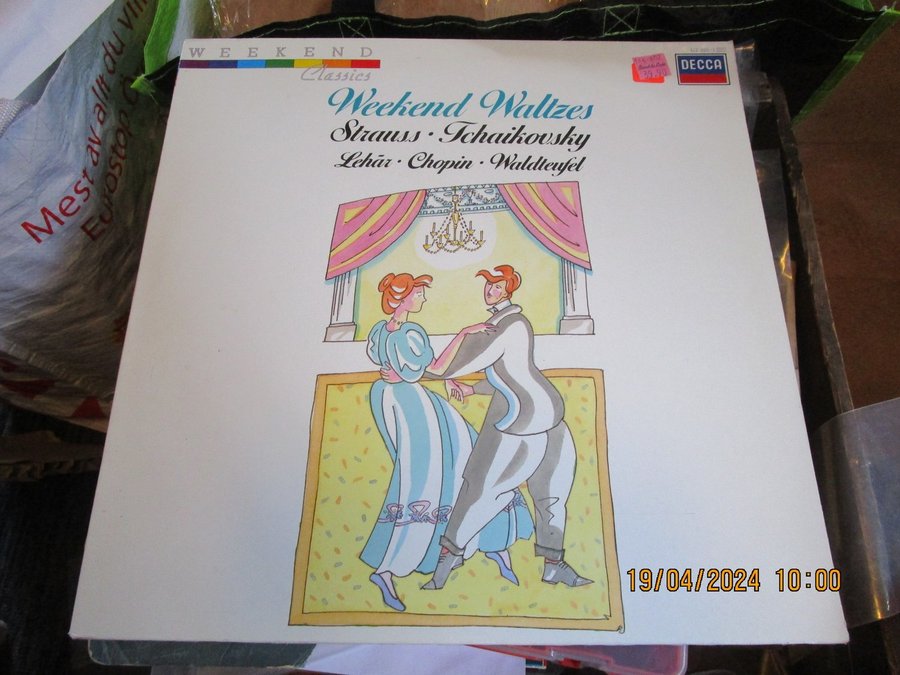 WEEKEND
Classics
DECCA
Weekend Waltzes
Strauss · Tchaikovsky
Lehár · Chopin · Waldteufel
Mest av allt du vill
Eurostop
19/04/2024 10:00